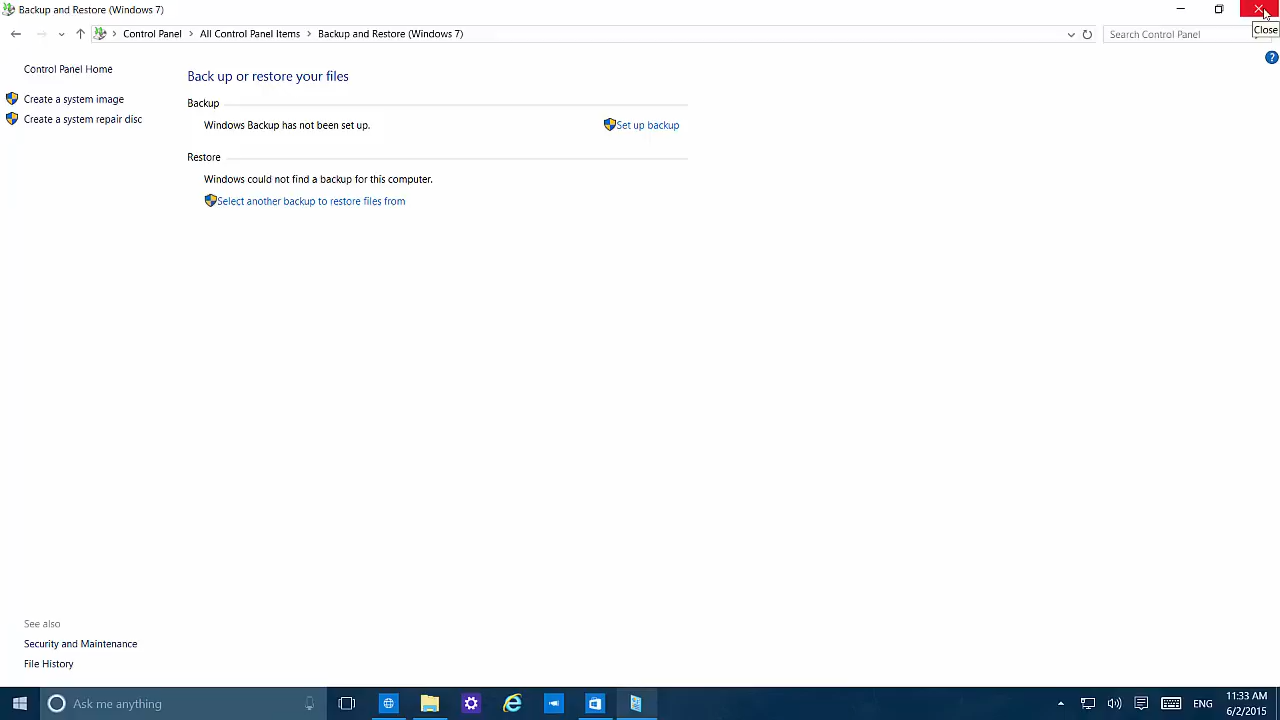 Backup and Restore (Windows 7)
Close
Control Panel > All Control Panel Items > Backup and Restore (Windows 7)
Search Control Panel
Control Panel Home
Create a system image
Create a system repair disc
Back up or restore your files
Backup
Windows Backup has not been set up.
Set up backup
Restore
Windows could not find a backup for this computer.
Select another backup to restore files from
See also
Security and Maintenance
File History
Ask me anything
ENG
11:33 AM
6/2/2015